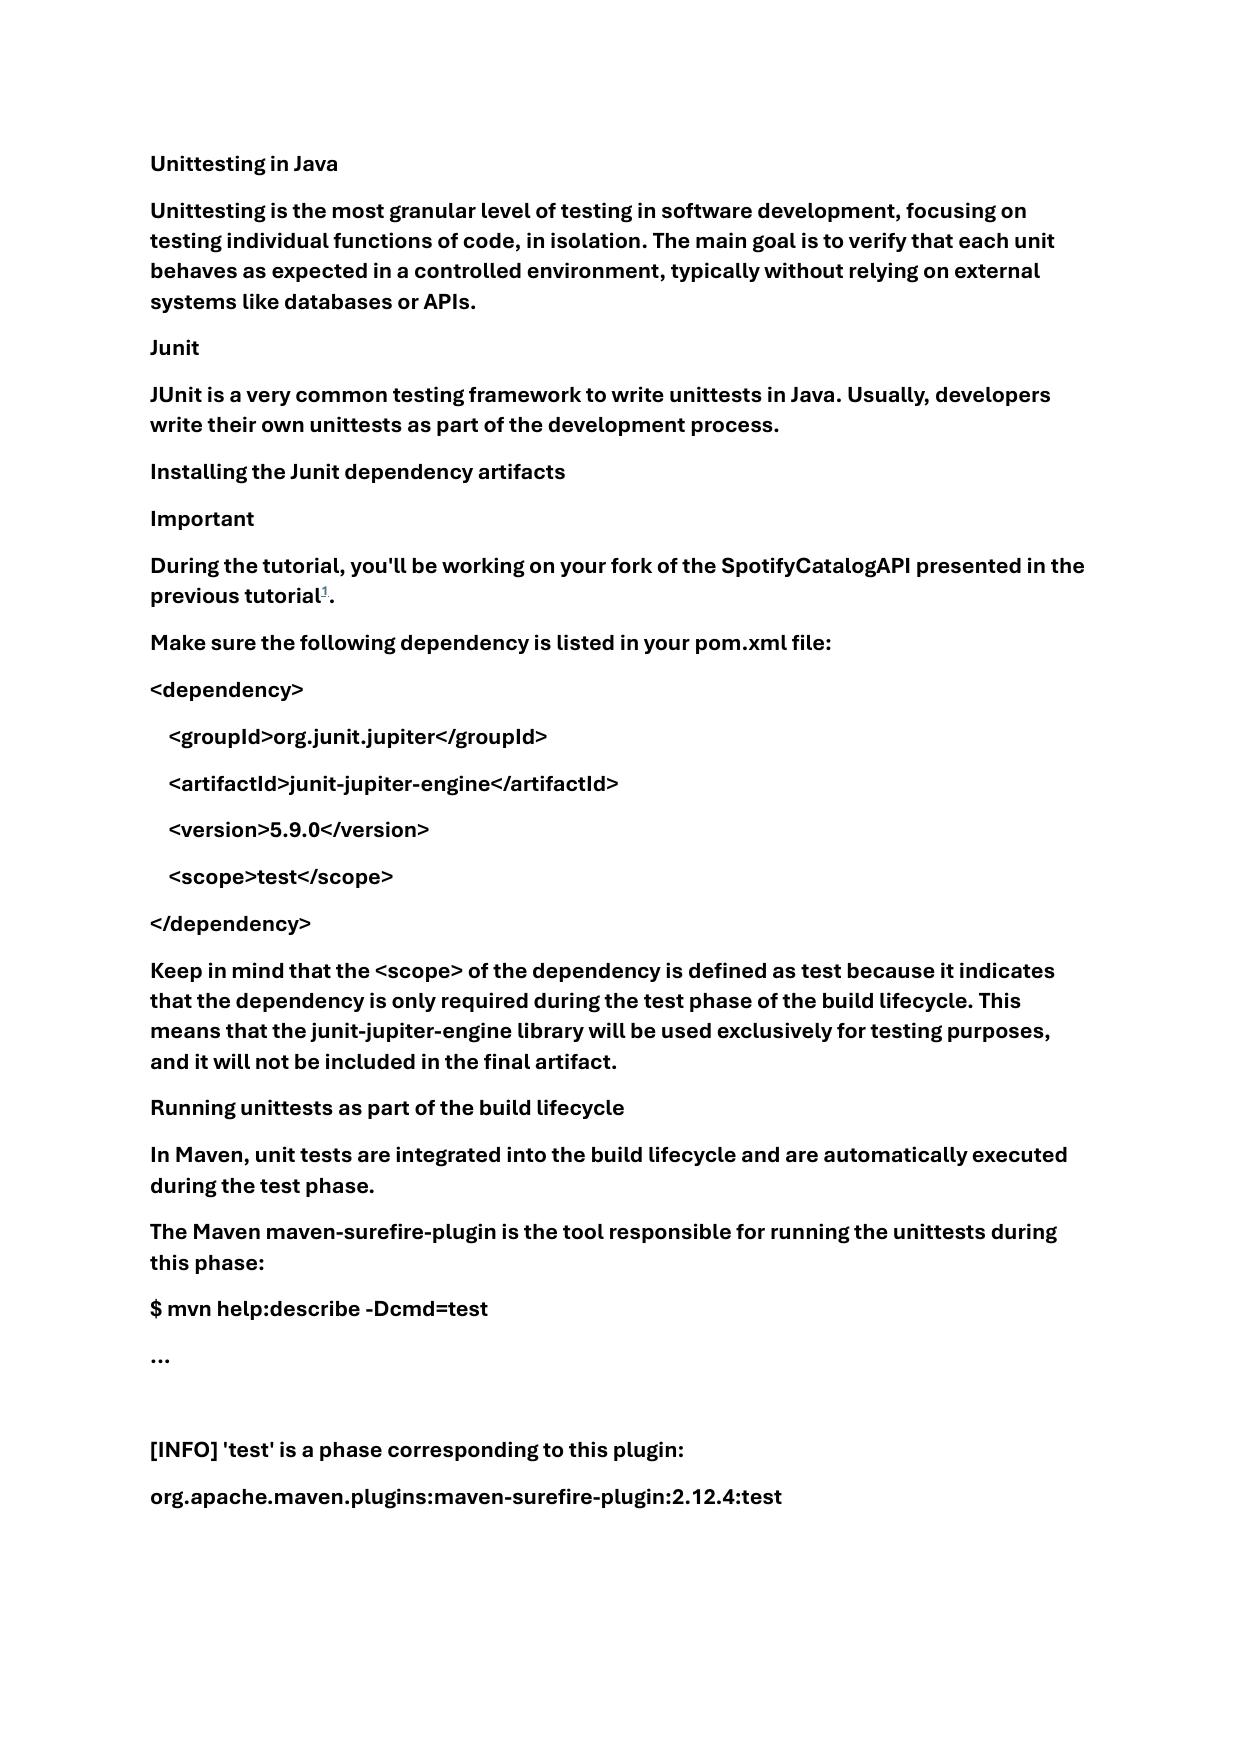 Unittesting in Java
Unittesting is the most granular level of testing in software development, focusing on
testing individual functions of code, in isolation. The main goal is to verify that each unit
behaves as expected in a controlled environment, typically without relying on external
systems like databases or APIs.
Junit
JUnit is a very common testing framework to write unittests in Java. Usually, developers
write their own unittests as part of the development process.
Installing the Junit dependency artifacts
Important
During the tutorial, you'll be working on your fork of the SpotifyCatalogAPI presented in the
previous tutorial1.
Make sure the following dependency is listed in your pom.xml file:
<dependency>
<groupId>org.junit.jupiter</groupId>
<artifactId>junit-jupiter-engine</artifactId>
<version>5.9.0</version>
<scope>test</scope>
</dependency>
Keep in mind that the <scope> of the dependency is defined as test because it indicates
that the dependency is only required during the test phase of the build lifecycle. This
means that the junit-jupiter-engine library will be used exclusively for testing purposes,
and it will not be included in the final artifact.
Running unittests as part of the build lifecycle
In Maven, unit tests are integrated into the build lifecycle and are automatically executed
during the test phase.
The Maven maven-surefire-plugin is the tool responsible for running the unittests during
this phase:
$ mvn help:describe -Dcmd=test
...
[INFO] 'test' is a phase corresponding to this plugin:
org.apache.maven.plugins:maven-surefire-plugin:2.12.4:test